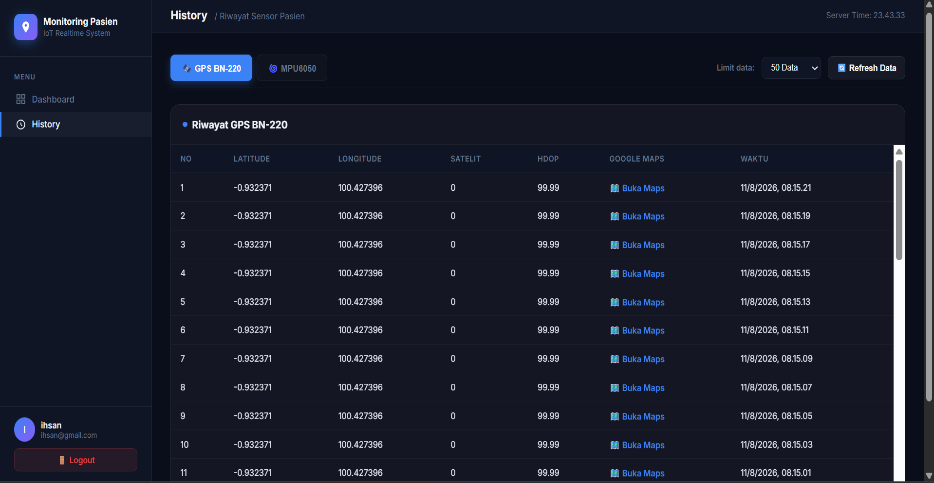 Monitoring Pasien
IoT Realtime System
MENU
Dashboard
History
I
ihsan
ihsan@gmail.com
Logout
History / Riwayat Sensor Pasien
Server Time: 23.43.33
GPS BN-220
MPU6050
Limit data:
50 Data
Refresh Data
Riwayat GPS BN-220
NO LATITUDE LONGITUDE SATELIT HDOP GOOGLE MAPS WAKTU
1 -0.932371 100.427396 0 99.99 Buka Maps 11/8/2026, 08.15.21
2 -0.932371 100.427396 0 99.99 Buka Maps 11/8/2026, 08.15.19
3 -0.932371 100.427396 0 99.99 Buka Maps 11/8/2026, 08.15.17
4 -0.932371 100.427396 0 99.99 Buka Maps 11/8/2026, 08.15.15
5 -0.932371 100.427396 0 99.99 Buka Maps 11/8/2026, 08.15.13
6 -0.932371 100.427396 0 99.99 Buka Maps 11/8/2026, 08.15.11
7 -0.932371 100.427396 0 99.99 Buka Maps 11/8/2026, 08.15.09
8 -0.932371 100.427396 0 99.99 Buka Maps 11/8/2026, 08.15.07
9 -0.932371 100.427396 0 99.99 Buka Maps 11/8/2026, 08.15.05
10 -0.932371 100.427396 0 99.99 Buka Maps 11/8/2026, 08.15.03
11 -0.932371 100.427396 0 99.99 Buka Maps 11/8/2026, 08.15.01